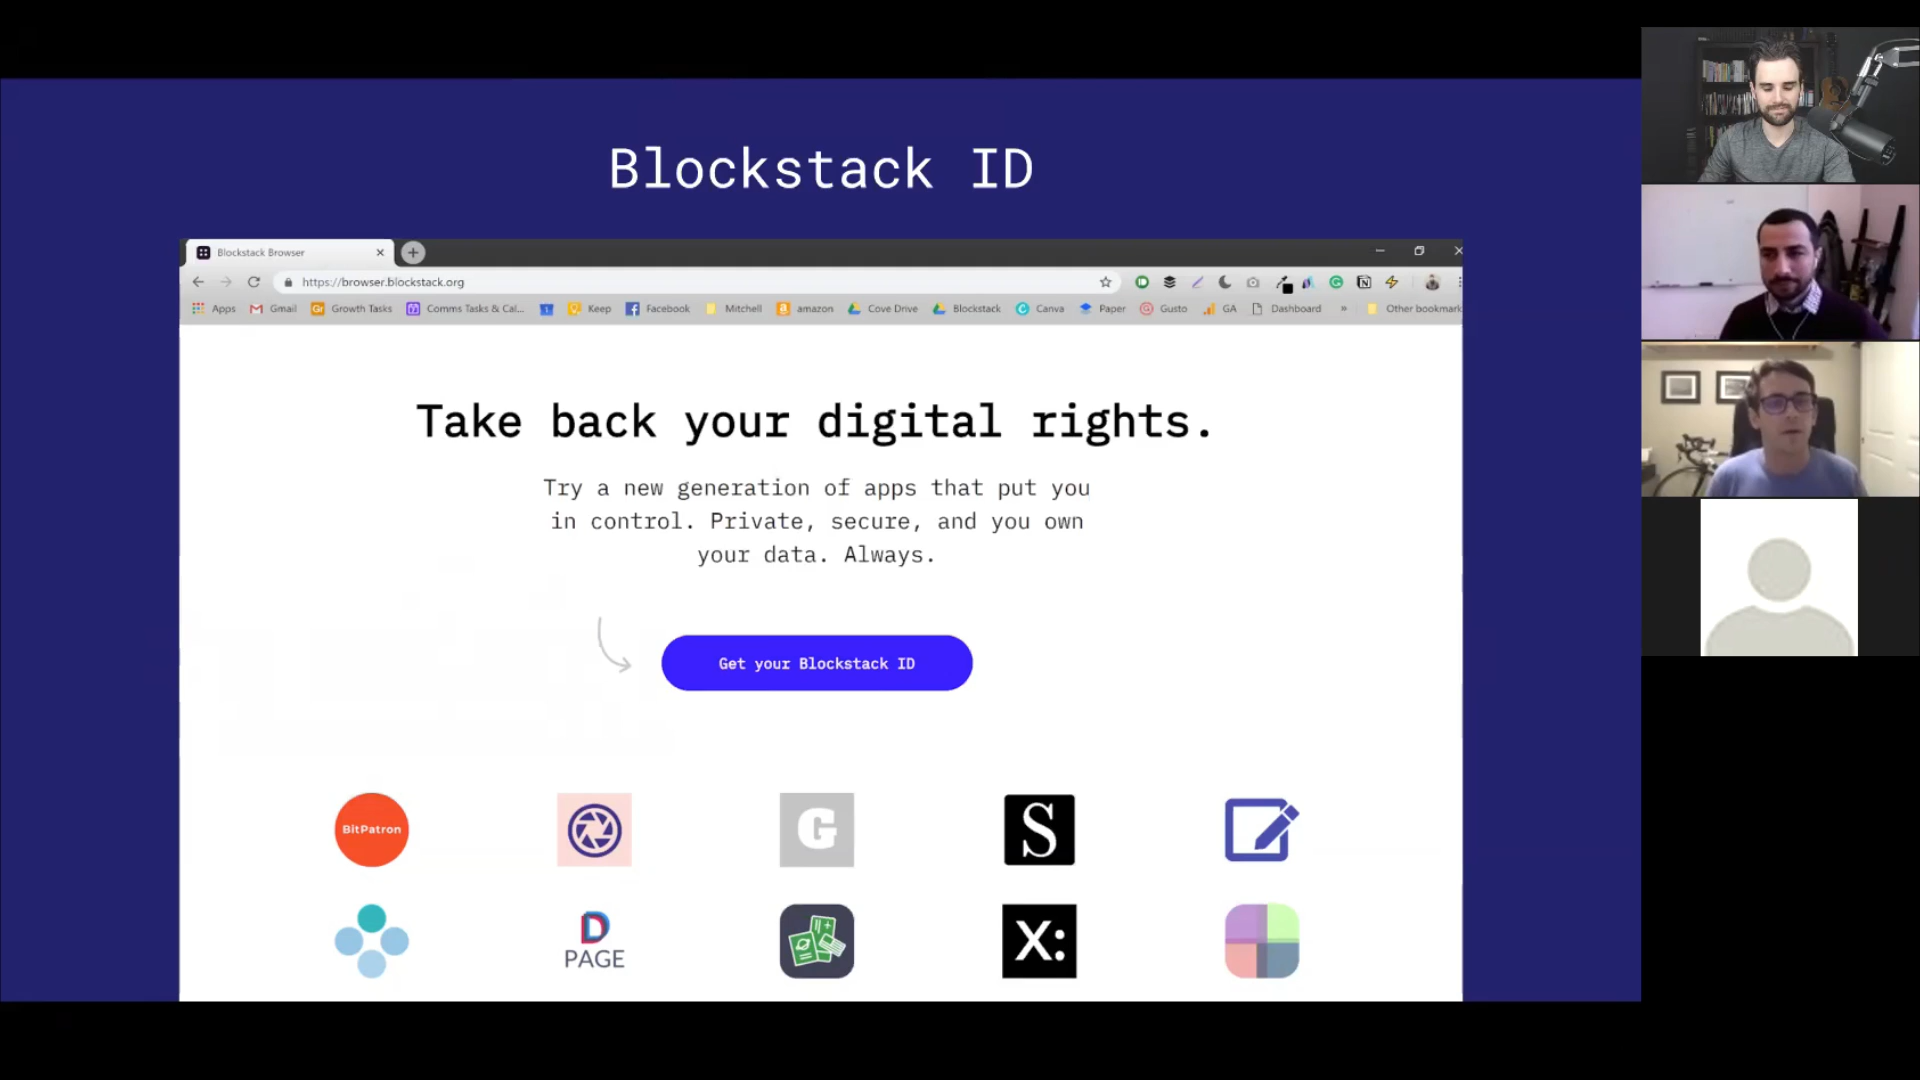 Blockstack ID
Blockstack Browser
https://browser.blockstack.org
Apps Gmail Growth Tasks Comms Tasks & Cal... Keep Facebook Mitchell amazon Cove Drive Blockstack Canva Paper Gusto GA Dashboard » Other bookmark
Take back your digital rights.
Try a new generation of apps that put you
in control. Private, secure, and you own
your data. Always.
Get your Blockstack ID
BitPatron
G
S
D
PAGE
X: